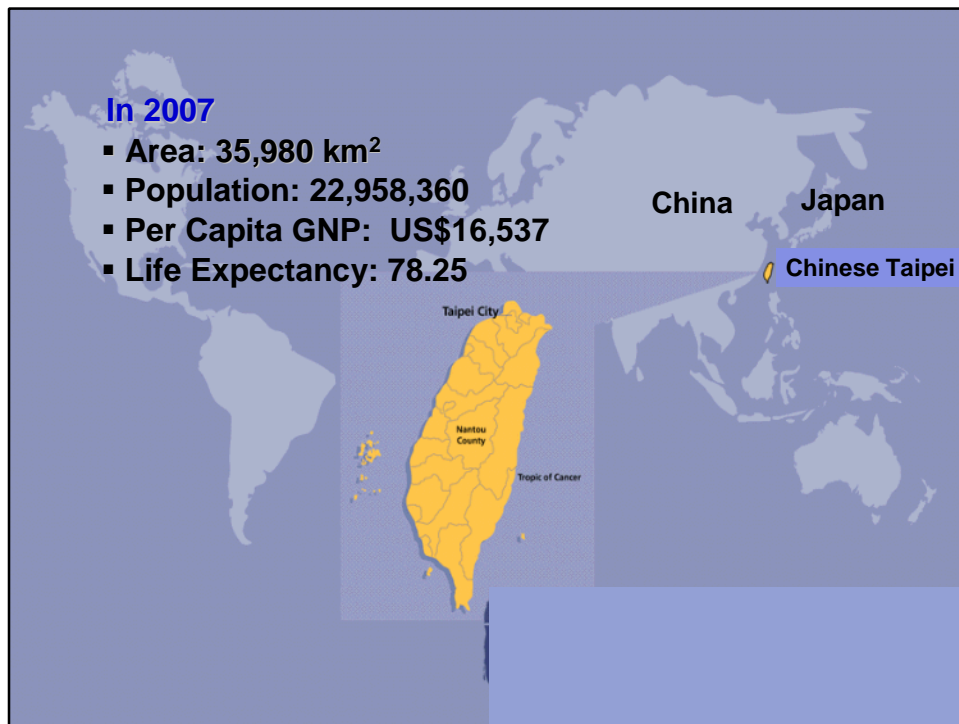 In 2007
▪ Area: 35,980 km²
▪ Population: 22,958,360
▪ Per Capita GNP: US$16,537
▪ Life Expectancy: 78.25
China
Japan
Chinese Taipei
Taipei City
Nantou
County
Tropic of Cancer